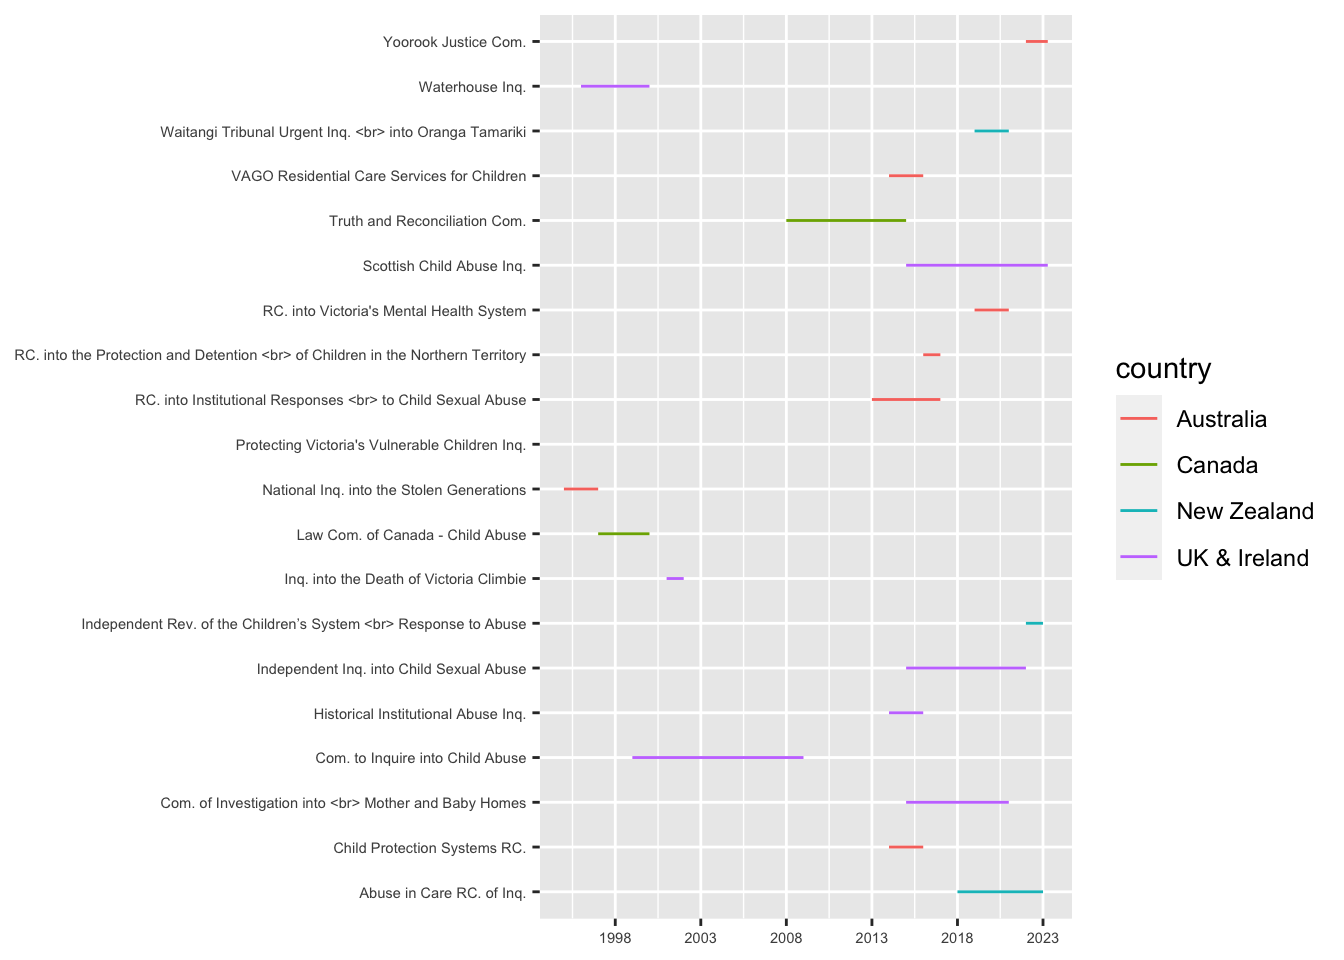 Yoorook Justice Com.
Waterhouse Inq.
Waitangi Tribunal Urgent Inq. <br> into Oranga Tamariki
VAGO Residential Care Services for Children
Truth and Reconciliation Com.
Scottish Child Abuse Inq.
RC. into Victoria's Mental Health System
RC. into the Protection and Detention <br> of Children in the Northern Territory
RC. into Institutional Responses <br> to Child Sexual Abuse
Protecting Victoria's Vulnerable Children Inq.
National Inq. into the Stolen Generations
Law Com. of Canada - Child Abuse
Inq. into the Death of Victoria Climbie
Independent Rev. of the Children’s System <br> Response to Abuse
Independent Inq. into Child Sexual Abuse
Historical Institutional Abuse Inq.
Com. to Inquire into Child Abuse
Com. of Investigation into <br> Mother and Baby Homes
Child Protection Systems RC.
Abuse in Care RC. of Inq.
1998 2003 2008 2013 2018 2023
country
Australia
Canada
New Zealand
UK & Ireland